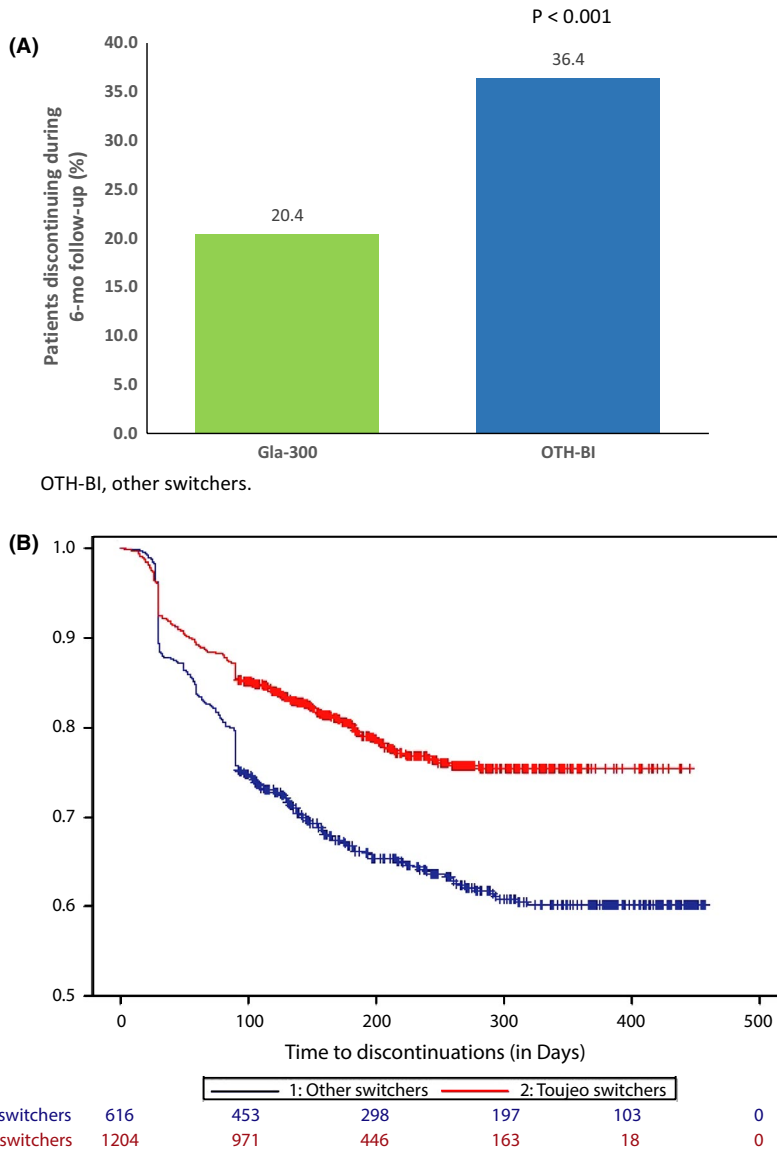 P < 0.001
(A)
Patients discontinuing during
6-mo follow-up (%)
40.0
35.0
30.0
25.0
20.0
15.0
10.0
5.0
0.0
20.4
36.4
Gla-300
OTH-BI
OTH-BI, other switchers.
(B)
1.0
0.9
0.8
0.7
0.6
0.5
0 100 200 300 400 500
Time to discontinuations (in Days)
1: Other switchers 2: Toujeo switchers
switchers 616 453 298 197 103 0
switchers 1204 971 446 163 18 0